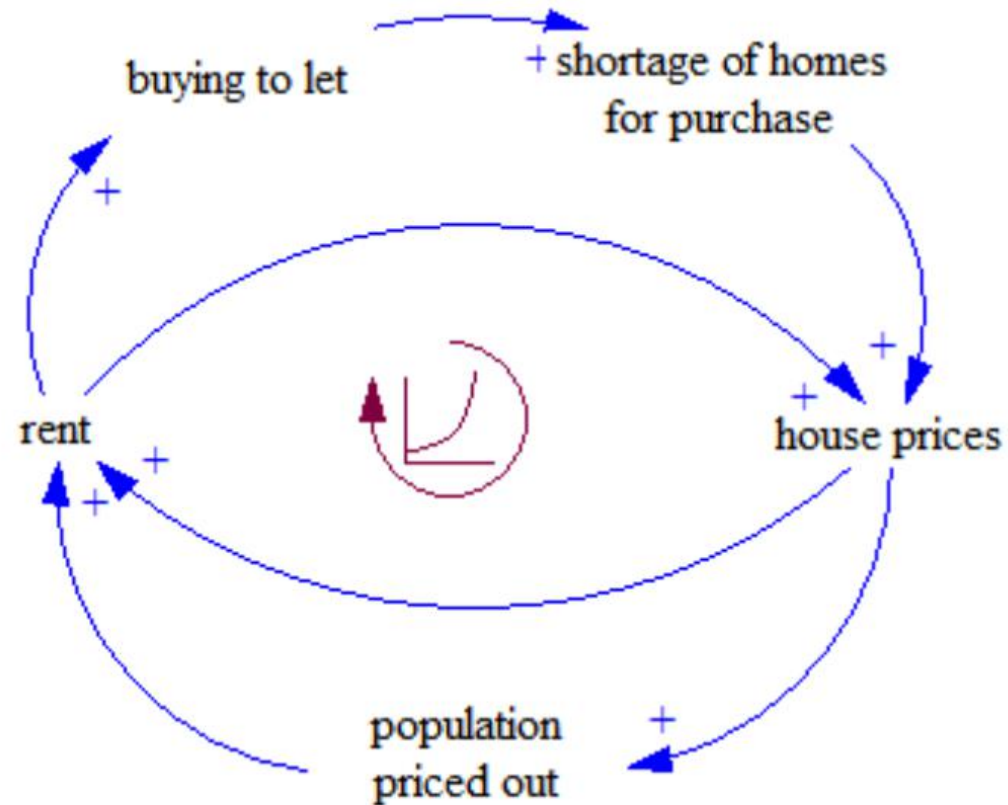 buying to let
+ shortage of homes
for purchase
+
+
+
rent
house prices
+
+
population
+
priced out